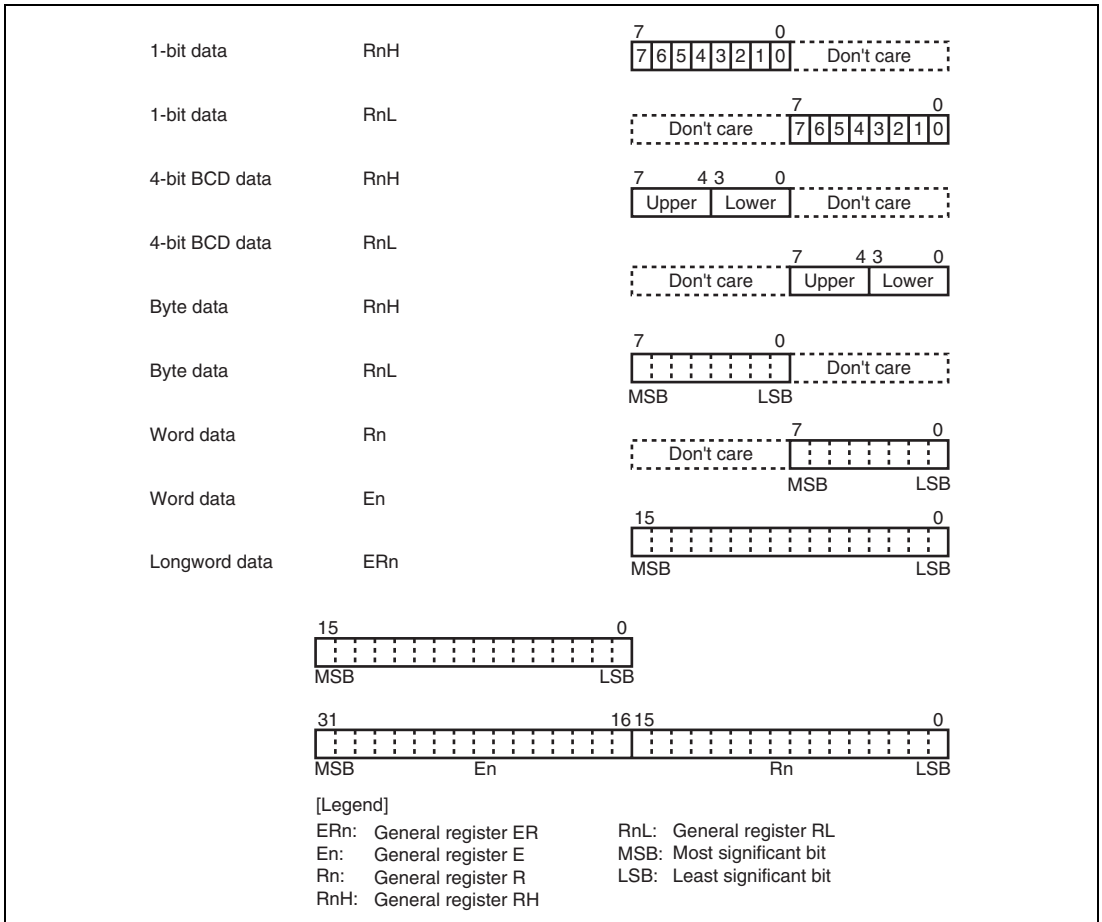 7 0
1-bit data RnH 7 6 5 4 3 2 1 0 Don't care
7 0
1-bit data RnL Don't care 7 6 5 4 3 2 1 0
4-bit BCD data RnH 7 4 3 0
Upper Lower Don't care
4-bit BCD data RnL
7 4 3 0
Don't care Upper Lower
Byte data RnH
7 0
Byte data RnL Don't care
MSB LSB
Word data Rn 7 0
Don't care
MSB LSB
Word data En
15 0
Longword data ERn
MSB LSB
15 0
MSB LSB
31 16 15 0
MSB En Rn LSB
[Legend]
ERn: General register ER RnL: General register RL
En: General register E MSB: Most significant bit
Rn: General register R LSB: Least significant bit
RnH: General register RH